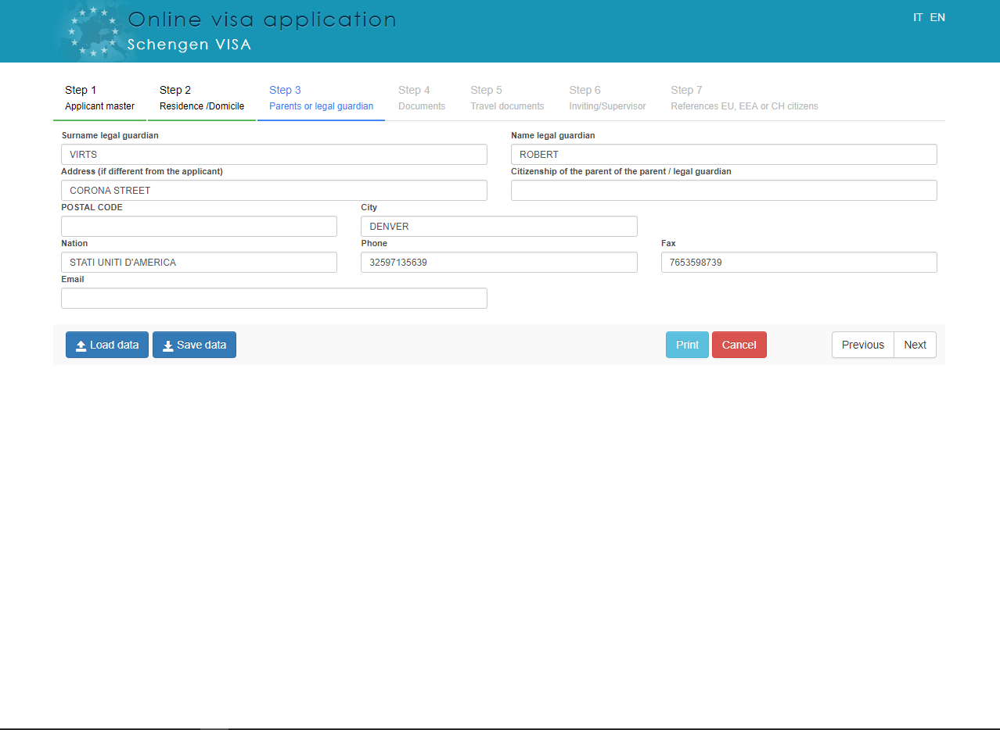 Online visa application
Schengen VISA
IT EN
Step 1 Step 2 Step 3 Step 4 Step 5 Step 6 Step 7
Applicant master Residence /Domicile Parents or legal guardian Documents Travel documents Inviting/Supervisor References EU, EEA or CH citizens
Surname legal guardian Name legal guardian
VIRTS ROBERT
Address (if different from the applicant) Citizenship of the parent of the parent / legal guardian
CORONA STREET
POSTAL CODE City
DENVER
Nation Phone Fax
STATI UNITI D'AMERICA 32597135639 7653598739
Email
Load data Save data Print Cancel Previous Next